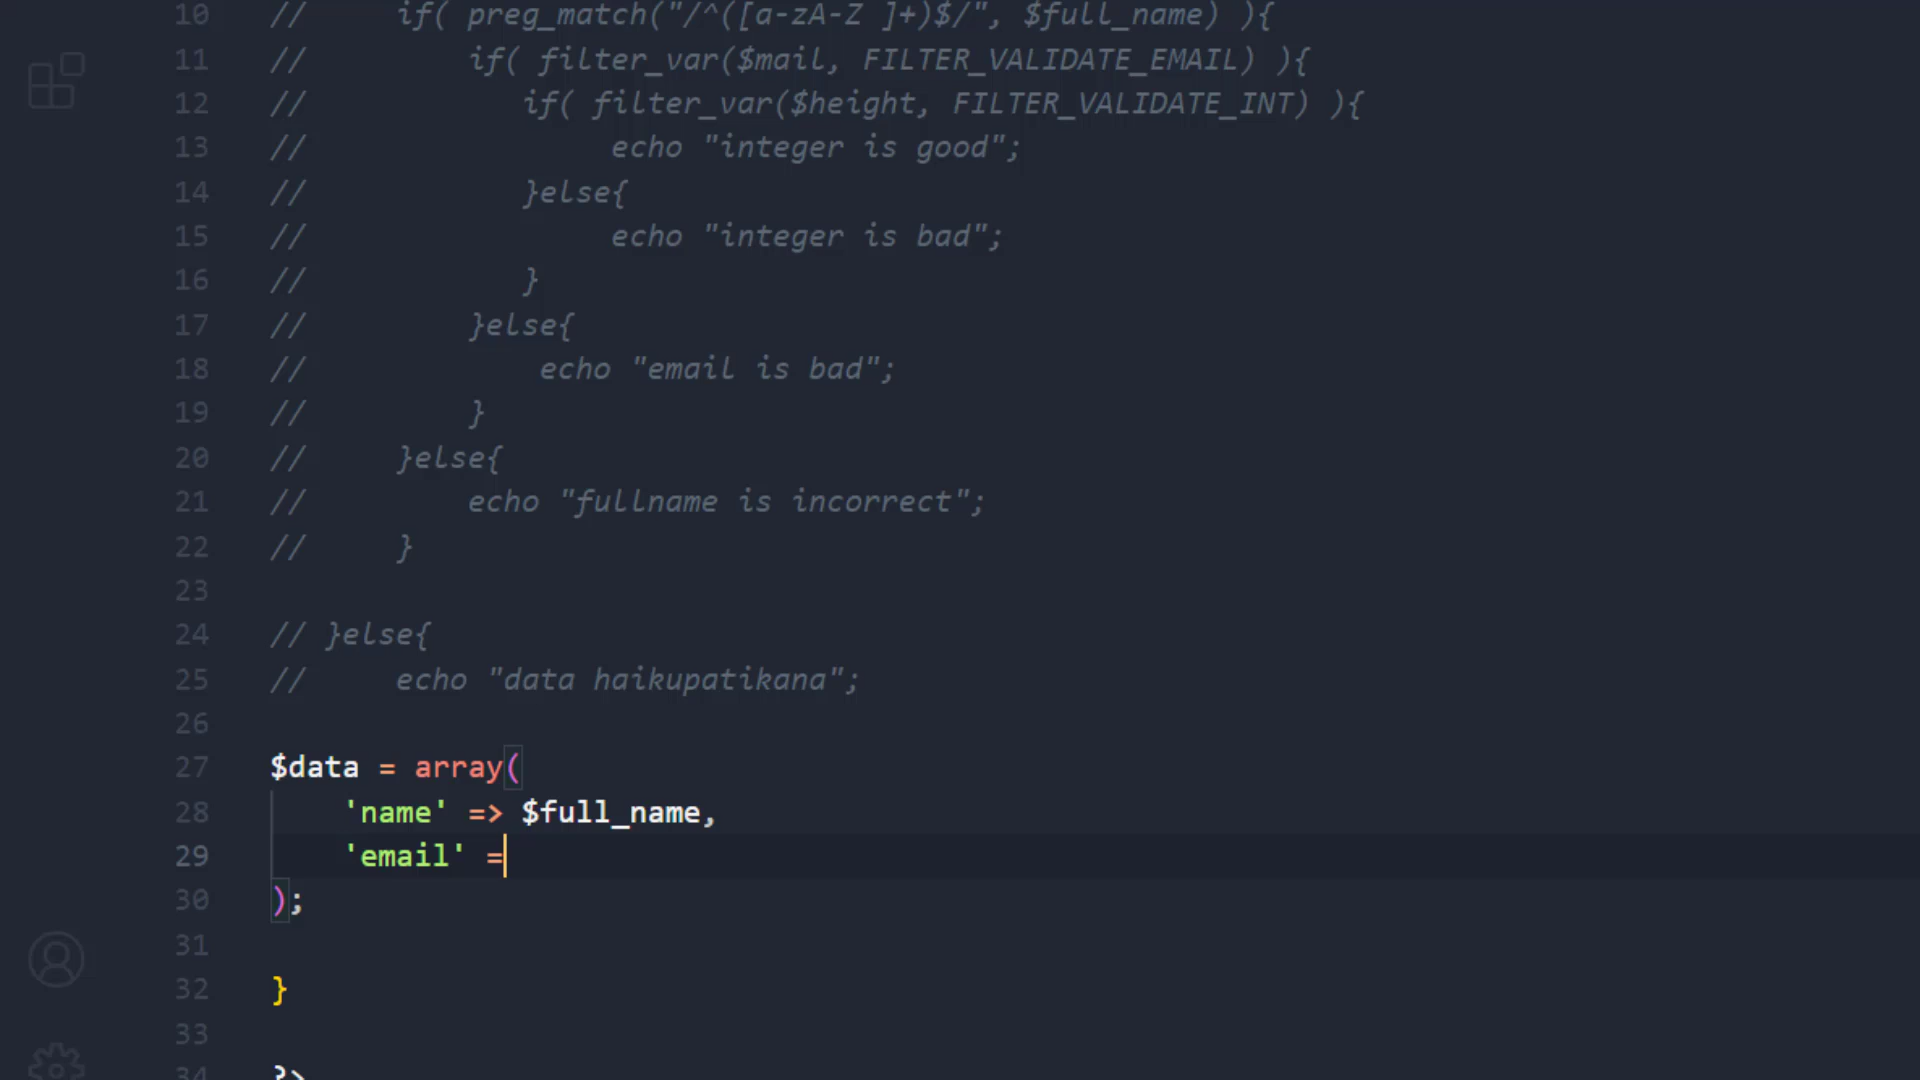 10 // if( preg_match("/^([a-zA-Z ]+)$/", $full_name) ){
11 // if( filter_var($mail, FILTER_VALIDATE_EMAIL) ){
12 // if( filter_var($height, FILTER_VALIDATE_INT) ){
13 // echo "integer is good";
14 // }else{
15 // echo "integer is bad";
16 // }
17 // }else{
18 // echo "email is bad";
19 // }
20 // }else{
21 // echo "fullname is incorrect";
22 // }
23
24 // }else{
25 // echo "data haikupatikana";
26
27 $data = array(
28 'name' => $full_name,
29 'email' =
30 );
31
32 }
33
34 ?>